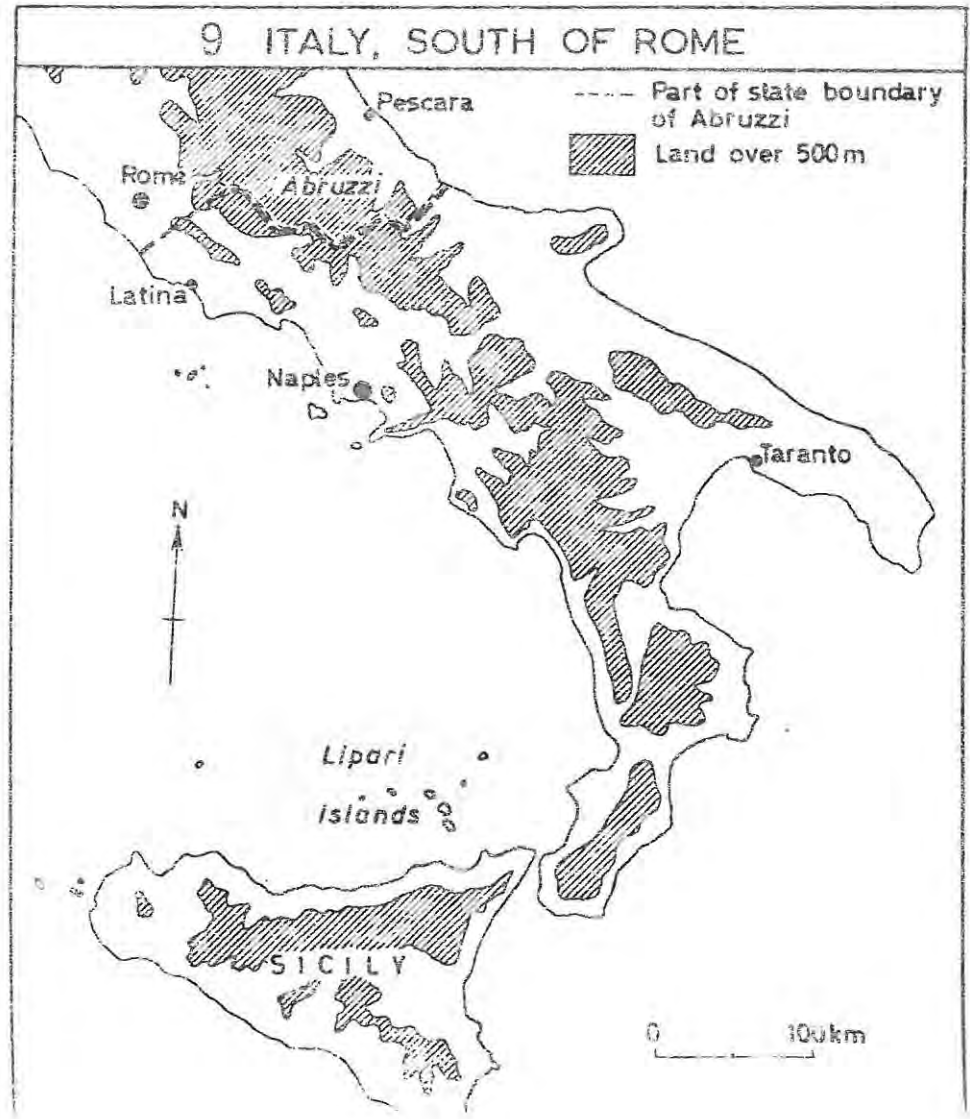 9 ITALY, SOUTH OF ROME
Pescara
Part of state boundary
of Abruzzi
Land over 500m
Rome
Abruzzi
Latina
Naples
Taranto
N
Lipari
islands
SICILY
0 100km